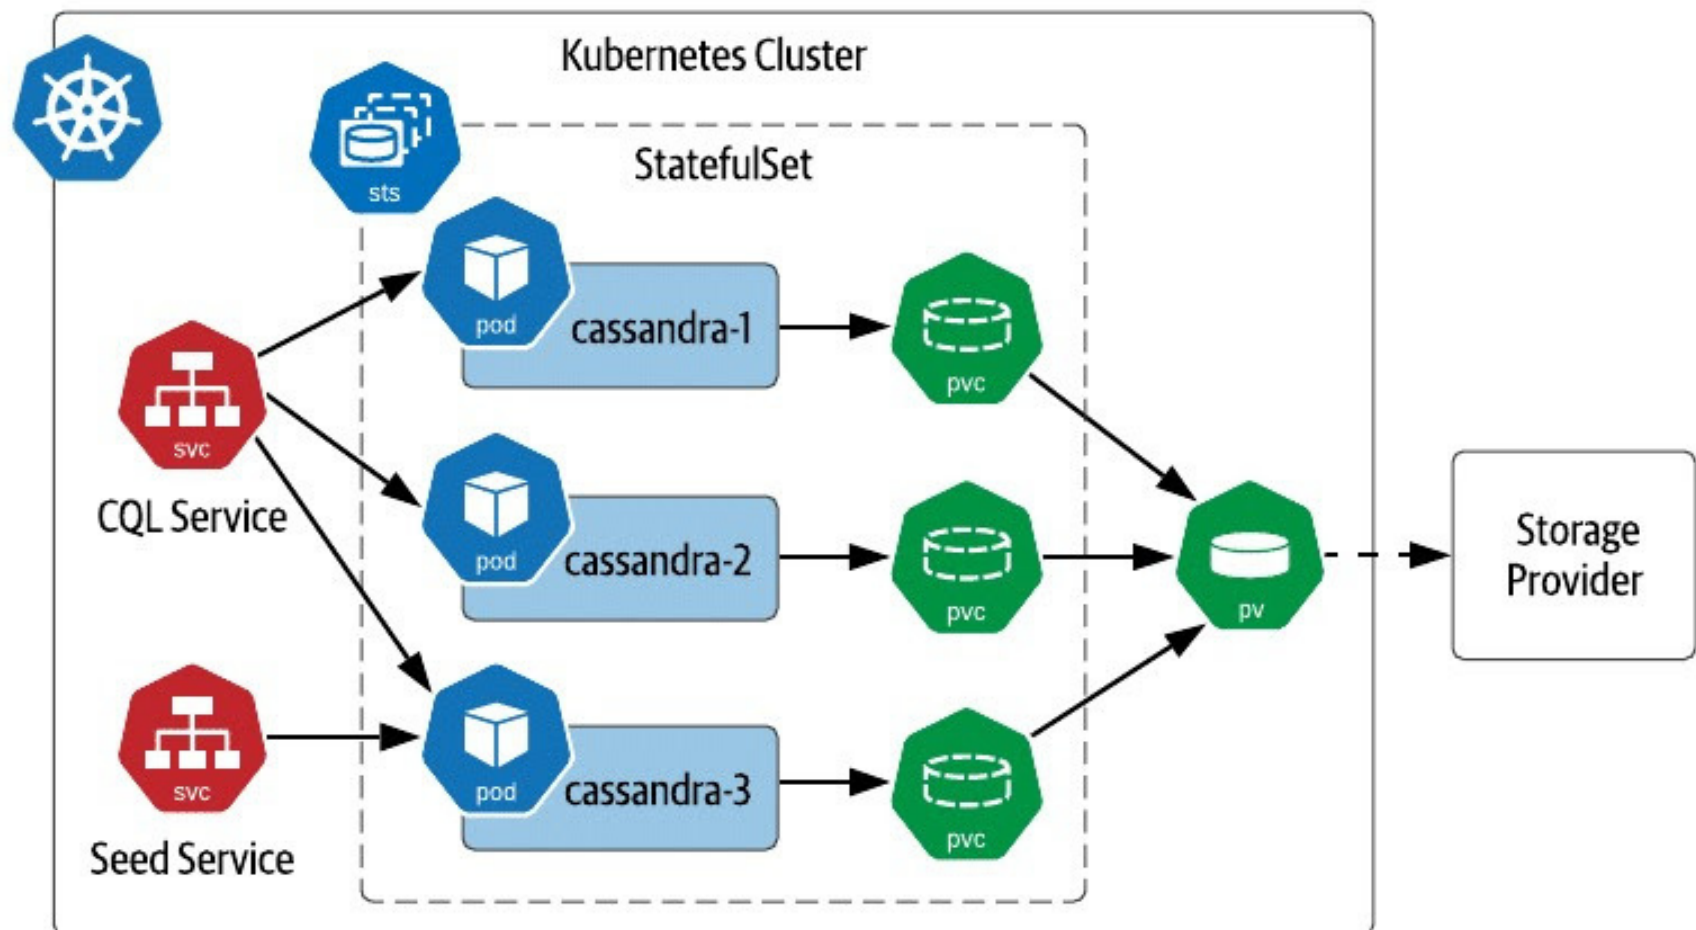 Kubernetes Cluster
sts
StatefulSet
pod
cassandra-1
pvc
svc
CQL Service
pod
cassandra-2
pvc
pv
Storage
Provider
svc
Seed Service
pod
cassandra-3
pvc